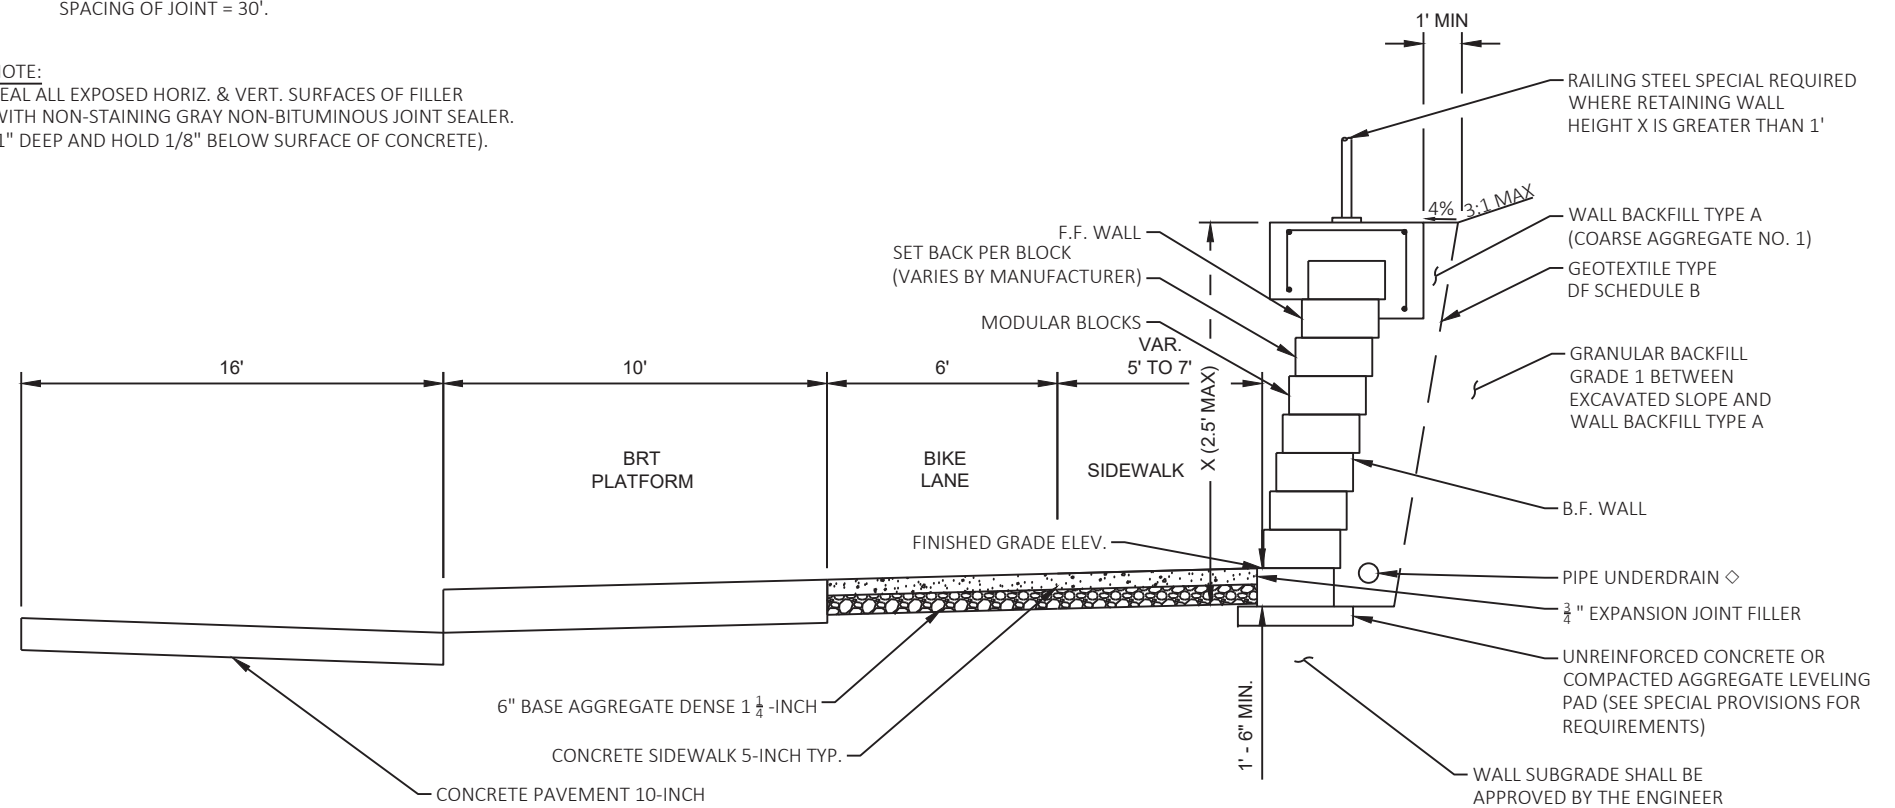 SPACING OF JOINT = 30'.
OTE:
EAL ALL EXPOSED HORIZ. & VERT. SURFACES OF FILLER
WITH NON-STAINING GRAY NON-BITUMINOUS JOINT SEALER.
1" DEEP AND HOLD 1/8" BELOW SURFACE OF CONCRETE).
1' MIN
RAILING STEEL SPECIAL REQUIRED
WHERE RETAINING WALL
HEIGHT X IS GREATER THAN 1'
4%
3:1 MAX
WALL BACKFILL TYPE A
(COARSE AGGREGATE NO. 1)
GEOTEXTILE TYPE
DF SCHEDULE B
F.F. WALL
SET BACK PER BLOCK
(VARIES BY MANUFACTURER)
MODULAR BLOCKS
GRANULAR BACKFILL
GRADE 1 BETWEEN
EXCAVATED SLOPE AND
WALL BACKFILL TYPE A
16'
10'
6'
VAR.
5' TO 7'
X (2.5' MAX)
BRT
PLATFORM
BIKE
LANE
SIDEWALK
B.F. WALL
FINISHED GRADE ELEV.
PIPE UNDERDRAIN ◇
3/4" EXPANSION JOINT FILLER
UNREINFORCED CONCRETE OR
COMPACTED AGGREGATE LEVELING
PAD (SEE SPECIAL PROVISIONS FOR
REQUIREMENTS)
6" BASE AGGREGATE DENSE 1 1/4-INCH
CONCRETE SIDEWALK 5-INCH TYP.
CONCRETE PAVEMENT 10-INCH
1' - 6" MIN.
WALL SUBGRADE SHALL BE
APPROVED BY THE ENGINEER